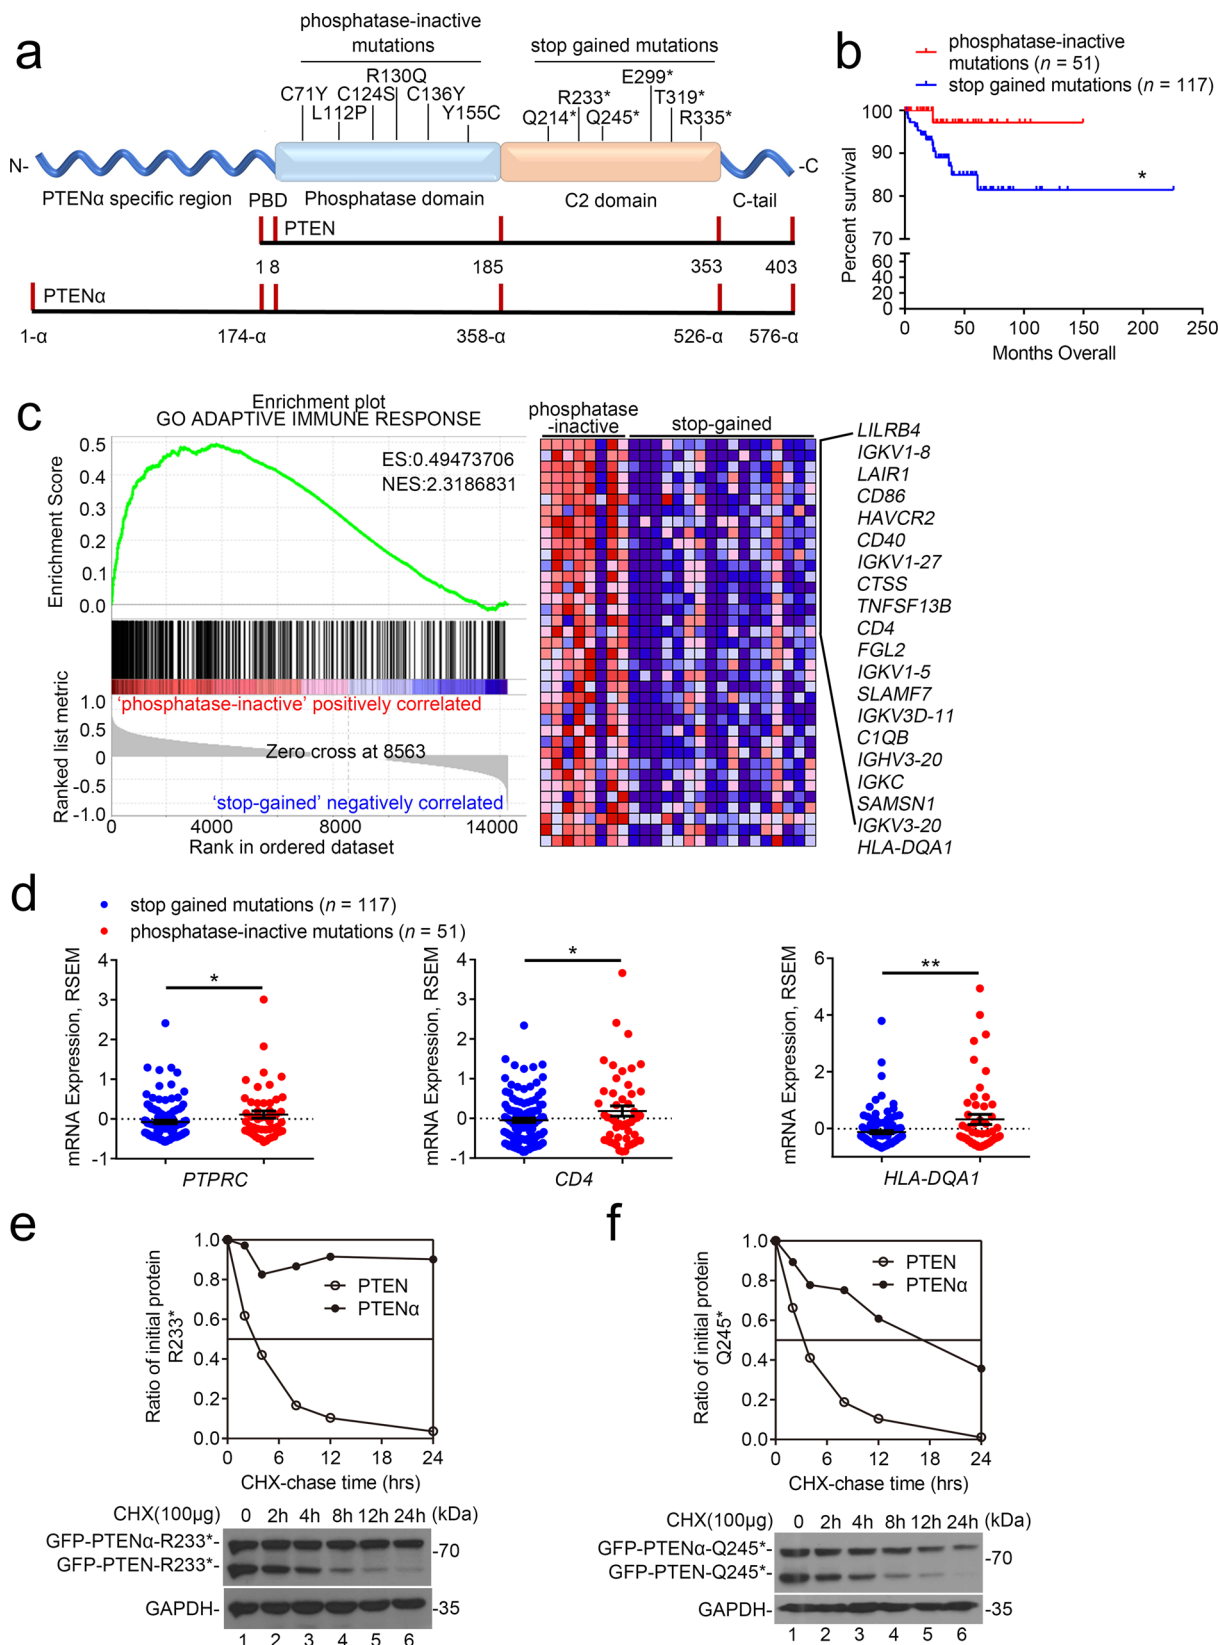 a
phosphatase-inactive
mutations
stop gained mutations
R130Q
E299*
C71Y C124S C136Y
R233* T319*
L112P Y155C
Q214* Q245* R335*
N-
-C
PTENα specific region PBD Phosphatase domain C2 domain C-tail
PTEN
1 8 185 353 403
PTENα
1-α 174-α 358-α 526-α 576-α
b
phosphatase-inactive
mutations (n = 51)
stop gained mutations (n = 117)
Percent survival
100
90
80
70
60
40
20
0
*
0 50 100 150 200 250
Months Overall
c
Enrichment plot
GO ADAPTIVE IMMUNE RESPONSE
ES:0.49473706
NES:2.3186831
Enrichment Score
0.5
0.4
0.3
0.2
0.1
0.0
'phosphatase-inactive' positively correlated
Ranked list metric
1.0
0.5
0
-0.5
-1.0
Zero cross at 8563
'stop-gained' negatively correlated
0 4000 8000 14000
Rank in ordered dataset
phosphatase
-inactive
stop-gained
LILRB4
IGKV1-8
LAIR1
CD86
HAVCR2
CD40
IGKV1-27
CTSS
TNFSF13B
CD4
FGL2
IGKV1-5
SLAMF7
IGKV3D-11
C1QB
IGHV3-20
IGKC
SAMSN1
IGKV3-20
HLA-DQA1
d
stop gained mutations (n = 117)
phosphatase-inactive mutations (n = 51)
mRNA Expression, RSEM
4
3
2
1
0
-1
*
PTPRC
mRNA Expression, RSEM
4
3
2
1
0
-1
*
CD4
mRNA Expression, RSEM
6
4
2
0
**
HLA-DQA1
e
Ratio of initial protein
R233*
1.0
0.8
0.6
0.4
0.2
0.0
PTEN
PTENα
0 6 12 18 24
CHX-chase time (hrs)
CHX(100μg) 0 2h 4h 8h 12h 24h (kDa)
GFP-PTENα-R233*-
-70
GFP-PTEN-R233*-
GAPDH- -35
1 2 3 4 5 6
f
Ratio of initial protein
Q245*
1.0
0.8
0.6
0.4
0.2
0.0
PTEN
PTENα
0 6 12 18 24
CHX-chase time (hrs)
CHX(100μg) 0 2h 4h 8h 12h 24h (kDa)
GFP-PTENα-Q245*-
-70
GFP-PTEN-Q245*-
GAPDH- -35
1 2 3 4 5 6